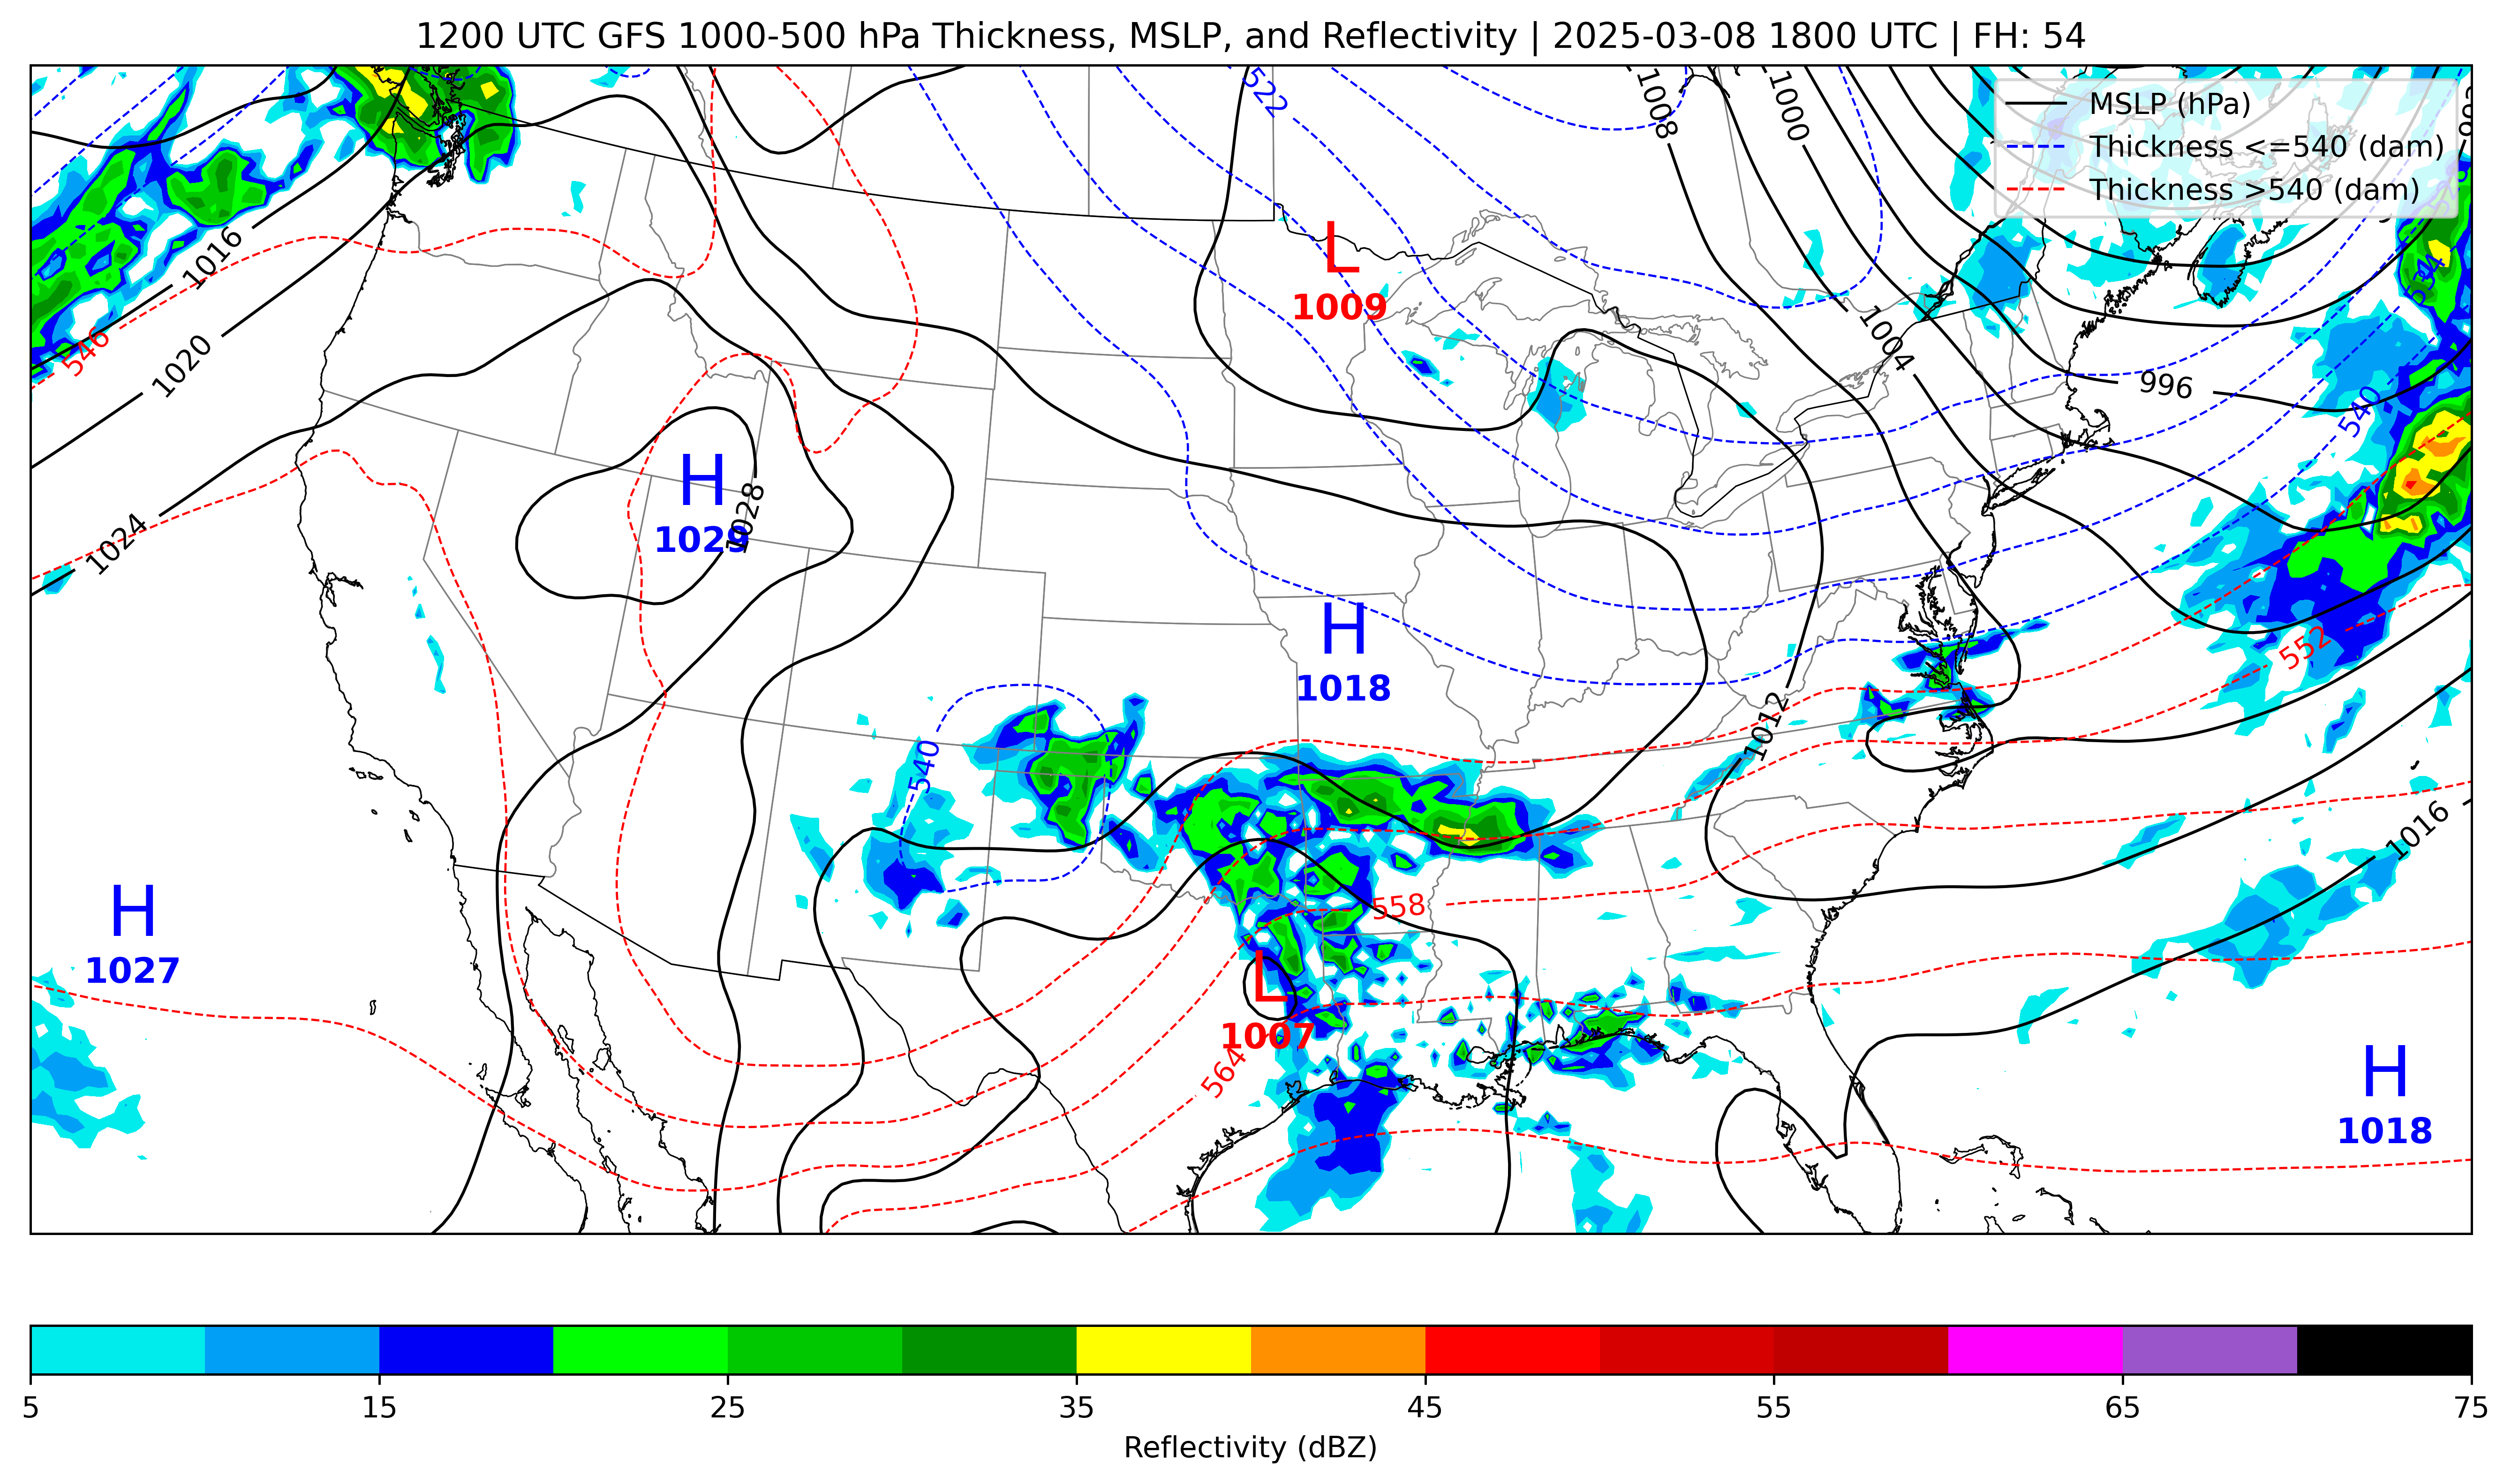 1200 UTC GFS 1000-500 hPa Thickness, MSLP, and Reflectivity | 2025-03-08 1800 UTC | FH: 54
MSLP (hPa)
Thickness <=540 (dam)
Thickness >540 (dam)
522
1008
1000
1016
L
1009
534
546
1020
1004
996
540
H
1029
1028
1024
H
1018
552
1012
540
1016
558
H
1027
L
1007
564
H
1018
5
15
25
35
45
55
65
75
Reflectivity (dBZ)